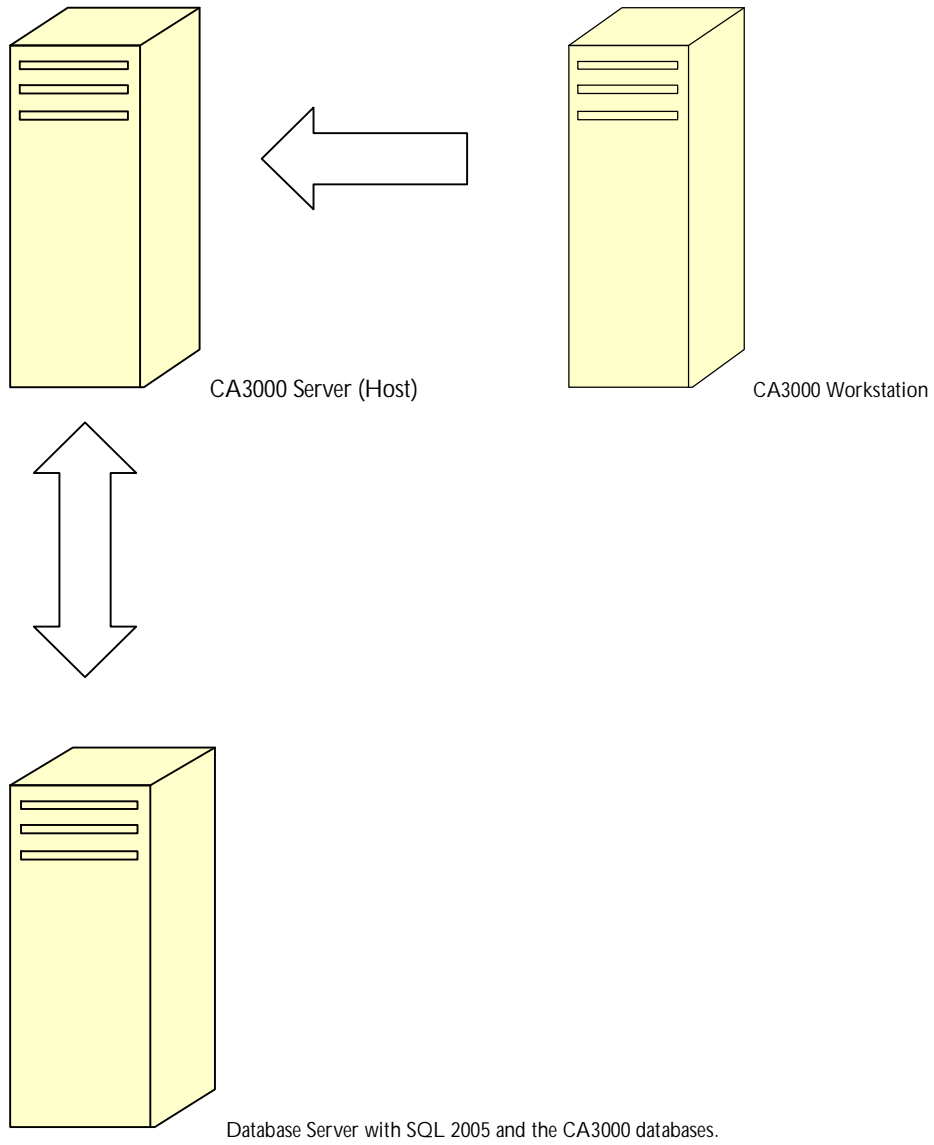 CA3000 Server (Host)
CA3000 Workstation
Database Server with SQL 2005 and the CA3000 databases.